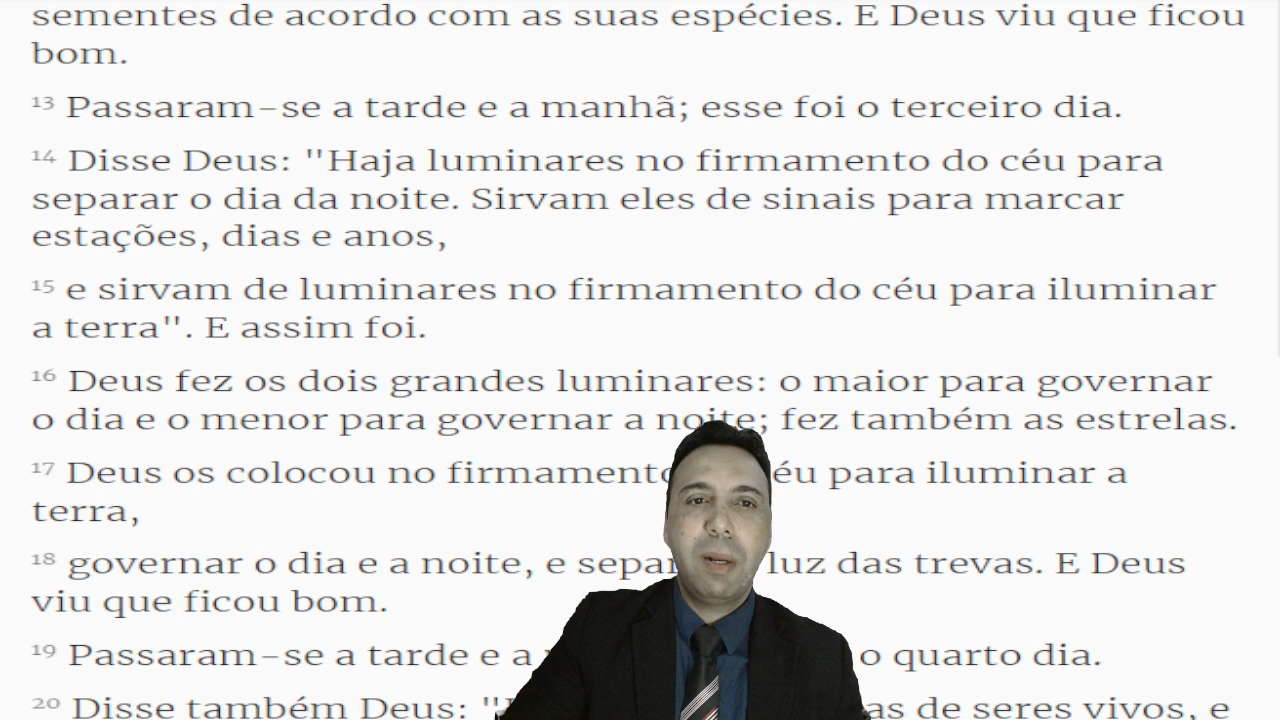 sementes de acordo com as suas espécies. E Deus viu que ficou
bom.
13 Passaram-se a tarde e a manhã; esse foi o terceiro dia.
14 Disse Deus: "Haja luminares no firmamento do céu para
separar o dia da noite. Sirvam eles de sinais para marcar
estações, dias e anos,
15 e sirvam de luminares no firmamento do céu para iluminar
a terra". E assim foi.
16 Deus fez os dois grandes luminares: o maior para governar
o dia e o menor para governar a noite; fez também as estrelas.
17 Deus os colocou no firmamento céu para iluminar a
terra,
18 governar o dia e a noite, e luz das trevas. E Deus
viu que ficou bom.
19 Passaram-se a tarde e a o quarto dia.
20 Disse também Deus: " de seres vivos, e